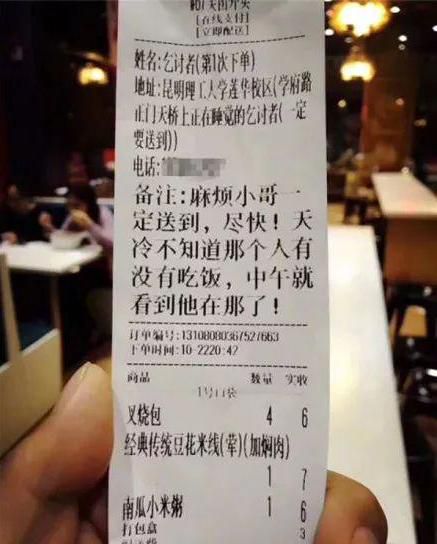 [在线支付]
[立即配送]
姓名:乞讨者(第1次下单)
地址:昆明理工大学莲华校区(学府路
正门天桥上正在睡觉的乞讨者(一定
要送到))
电话:
备注:麻烦小哥一
定送到,尽快!天
冷不知道那个人有
没有吃饭,中午就
看到他在那了!
订单编号:13108080367527663
下单时间:10-2220:42
商品 数量 实收
1号口袋
叉烧包 4 6
经典传统豆花米线(荤)(加焖肉)
1 7
南瓜小米粥 1 6
打包盒 3